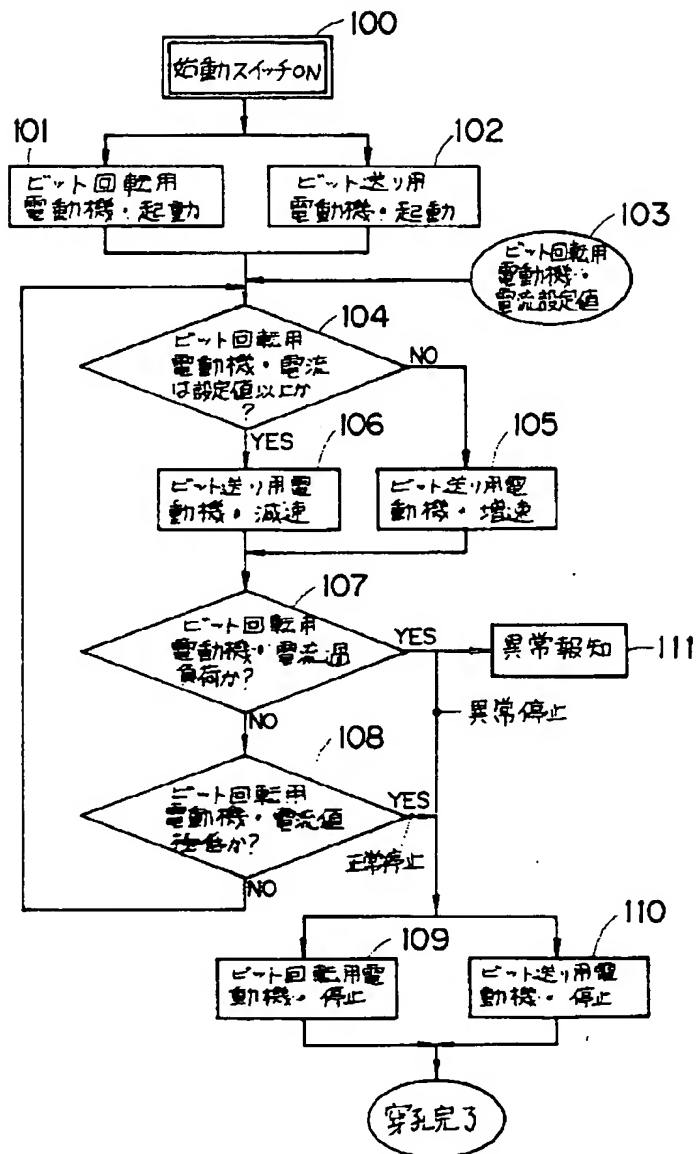 100
始動スイッチON
101
ビット回転用
電動機・起動
102
ビット送り用
電動機・起動
103
ビット回転用
電動機・
電流設定値
104
ビット回転用
電動機・電流
は設定値以上か
?
NO
YES
106
ビット送り用電
動機・減速
105
ビット送り用電
動機・増速
107
ビット回転用
電動機・電流過
負荷か?
YES
異常報知
111
異常停止
NO
108
ビット回転用
電動機・電流値
か?
YES
正常停止
NO
109
ビット回転用電
動機・停止
110
ビット送り用電
動機・停止
穿孔完了